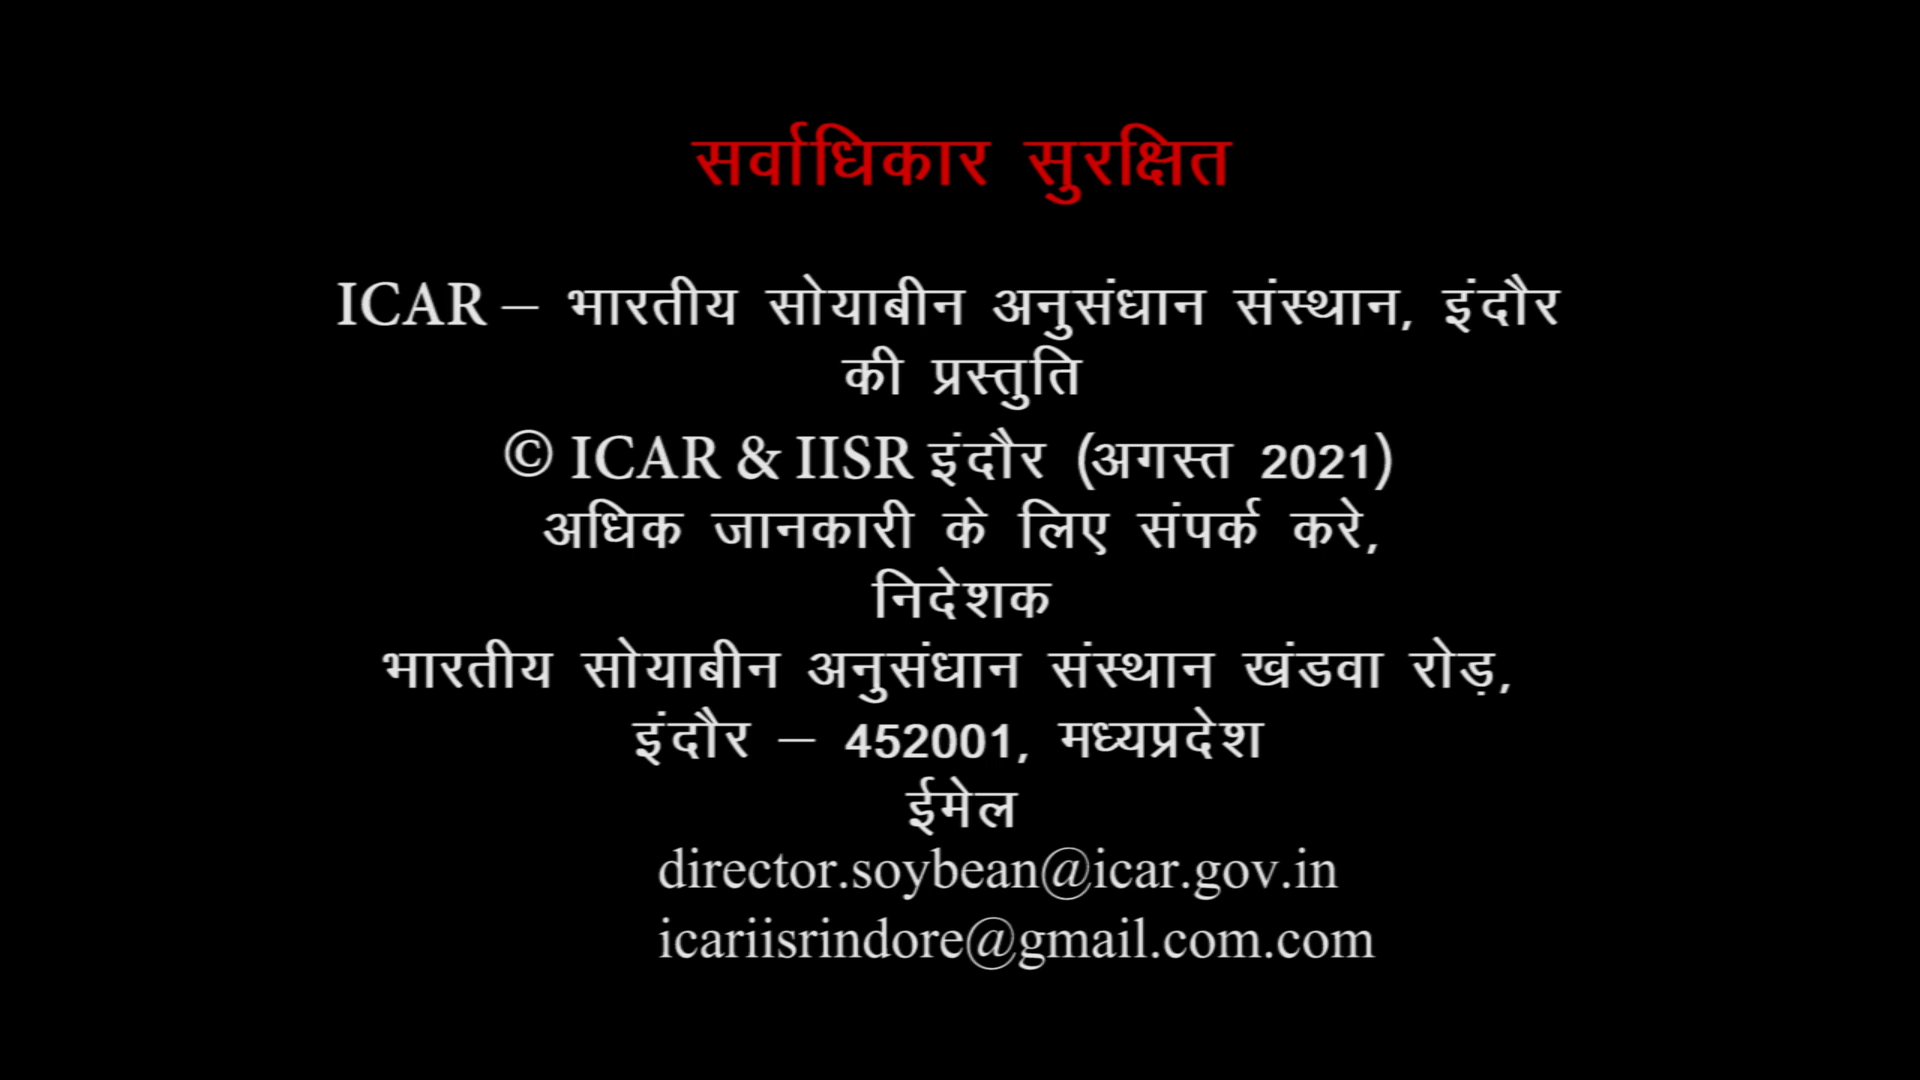 सर्वाधिकार सुरक्षित
ICAR – भारतीय सोयाबीन अनुसंधान संस्थान, इंदौर
की प्रस्तुति
© ICAR & IISR इंदौर (अगस्त 2021)
अधिक जानकारी के लिए संपर्क करे,
निदेशक
भारतीय सोयाबीन अनुसंधान संस्थान खंडवा रोड़,
इंदौर – 452001, मध्यप्रदेश
ईमेल
director.soybean@icar.gov.in
icariisrindore@gmail.com.com